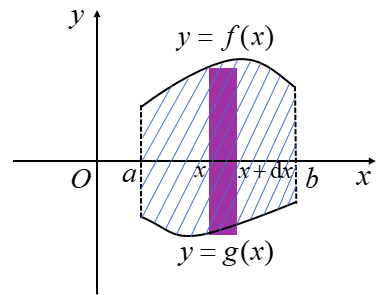 y
y = f(x)
O a x x + dx b x
y = g(x)